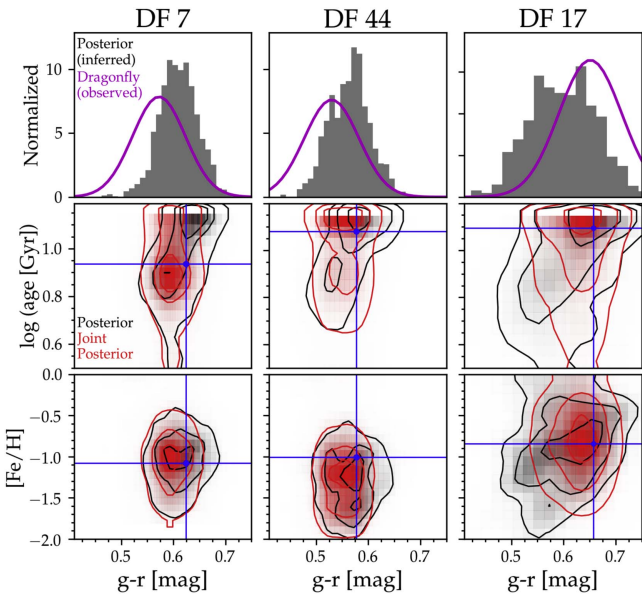 DF 7
DF 44
DF 17
Posterior
(inferred)
Dragonfly
(observed)
Normalized
10
5
0
log (age [Gyr]
1.0
0.8
0.6
Posterior
Joint
Posterior
[Fe/H]
0.0
−0.5
−1.0
−1.5
−2.0
0.5 0.6 0.7
0.5 0.6 0.7
0.5 0.6 0.7
g-r [mag]
g-r [mag]
g-r [mag]